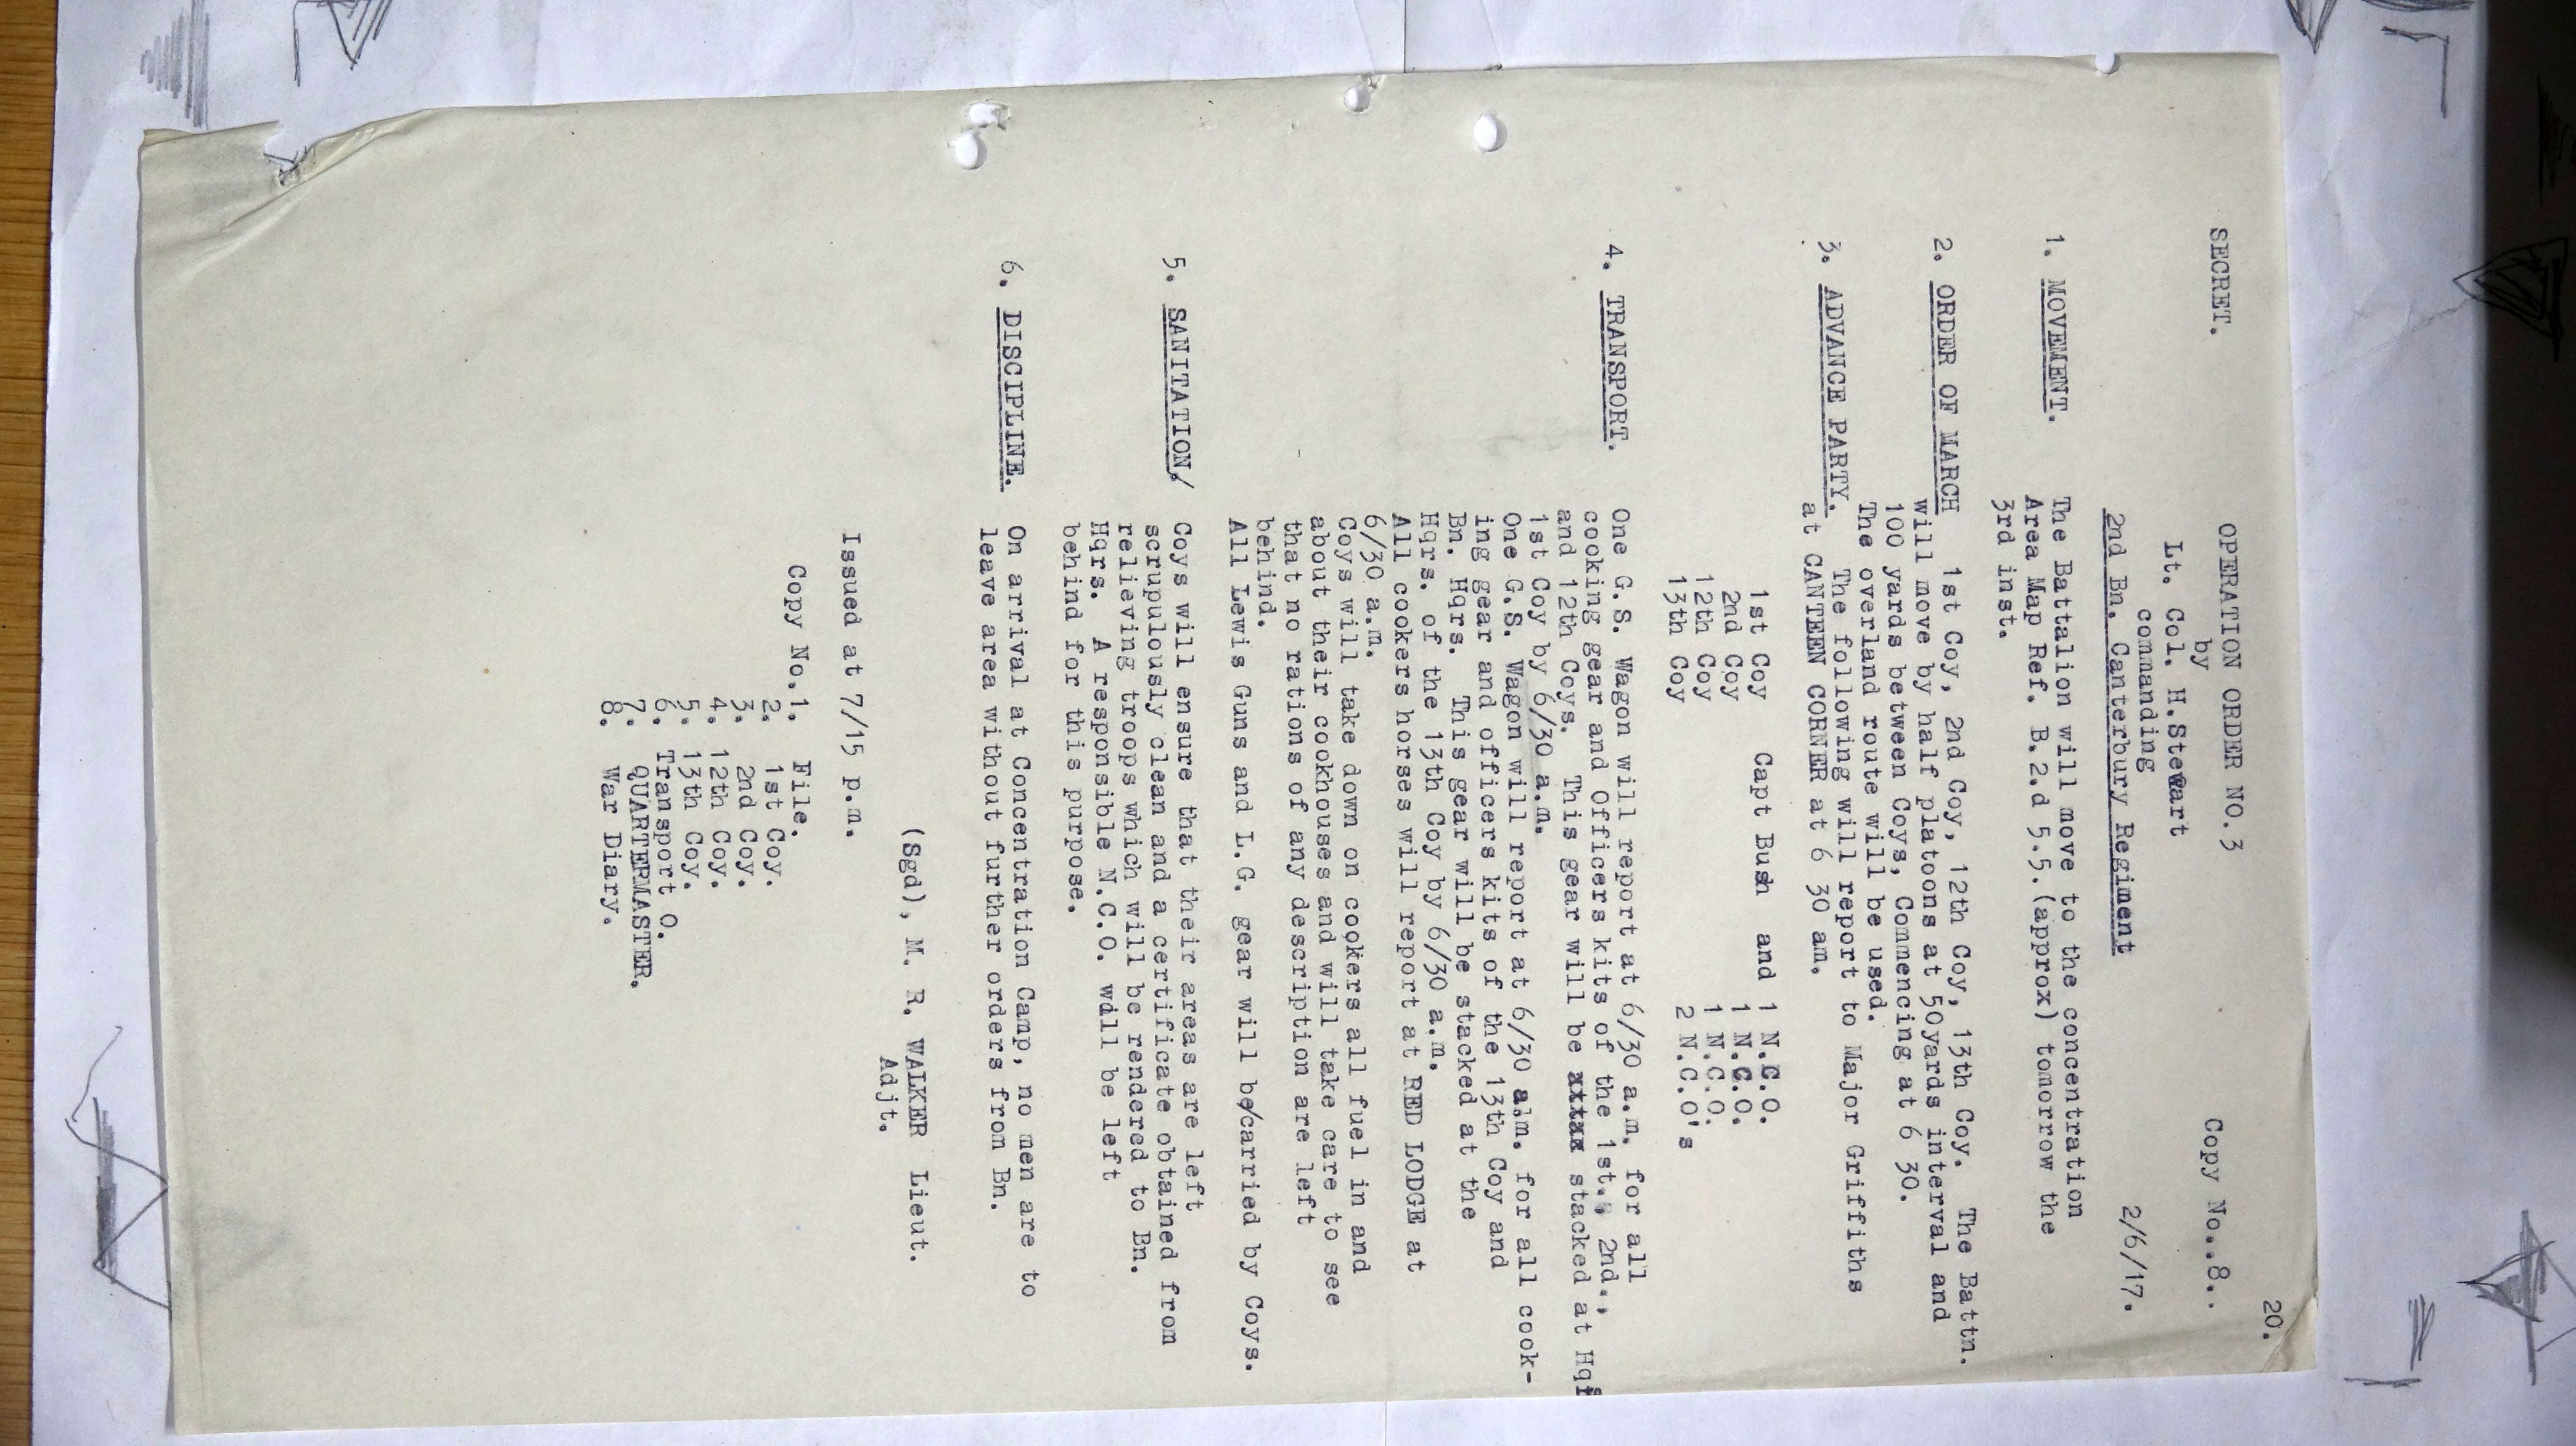 20.
SECRET. Copy No...8..
OPERATION ORDER NO.3
by
Lt. Col. H.Stewart 2/6/17.
commanding
2nd Bn. Canterbury Regiment
1. MOVEMENT.
The Battalion will move to the concentration
Area Map Ref. B.2.d 5.5.(approx) tomorrow the
3rd inst.
2. ORDER OF MARCH 1st Coy, 2nd Coy, 12th Coy, 13th Coy. The Battn.
will move by half platoons at 50yards interval and
100 yards between Coys, Commencing at 6 30.
The overland route will be used.
3. ADVANCE PARTY. The following will report to Major Griffiths
at CANTEEN CORNER at 6 30 am.
1st Coy Capt Bush and 1 N.C.O.
2nd Coy 1 N.C.O.
12th Coy 1 N.C.O.
13th Coy 2 N.C.O's
4. TRANSPORT. One G.S. Wagon will report at 6/30 a.m. for all
cooking gear and Officers kits of the 1st., 2nd.,
and 12th Coys. This gear will be stacked at Hqr
1st Coy by 6/30 a.m.
One G.S. Wagon will report at 6/30 a.m. for all cook-
ing gear and officers kits of the 13th Coy and
Bn. Hqrs. This gear will be stacked at the
Hqrs. of the 13th Coy by 6/30 a.m.
All cookers horses will report at RED LODGE at
6/30 a.m.
Coys will take down on cookers all fuel in and
about their cookhouses and will take care to see
that no rations of any description are left
behind.
All Lewis Guns and L.G. gear will be/carried by Coys.
5. SANITATION/ Coys will ensure that their areas are left
scrupulously clean and a certificate obtained from
relieving troops which will be rendered to Bn.
Hqrs. A responsible N.C.O. will be left
behind for this purpose.
6. DISCIPLINE. On arrival at Concentration Camp, no men are to
leave area without further orders from Bn.
(Sgd), M. R. WALKER Lieut.
Adjt.
Issued at 7/15 p.m.
Copy No.1. File.
2. 1st Coy.
3. 2nd Coy.
4. 12th Coy.
5. 13th Coy.
6. Transport O.
7. QUARTERMASTER.
8. War Diary.